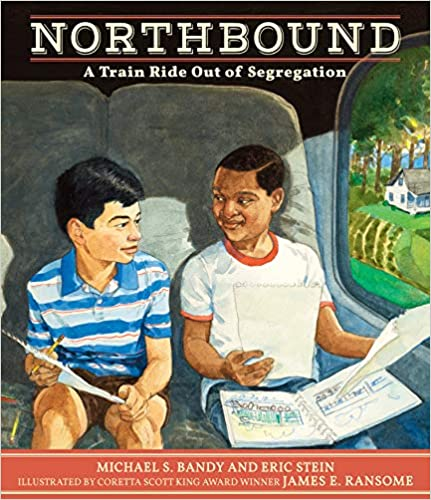 NORTHBOUND
A Train Ride Out of Segregation
MICHAEL S. BANDY AND ERIC STEIN
ILLUSTRATED BY CORETTA SCOTT KING AWARD WINNER JAMES E. RANSOME